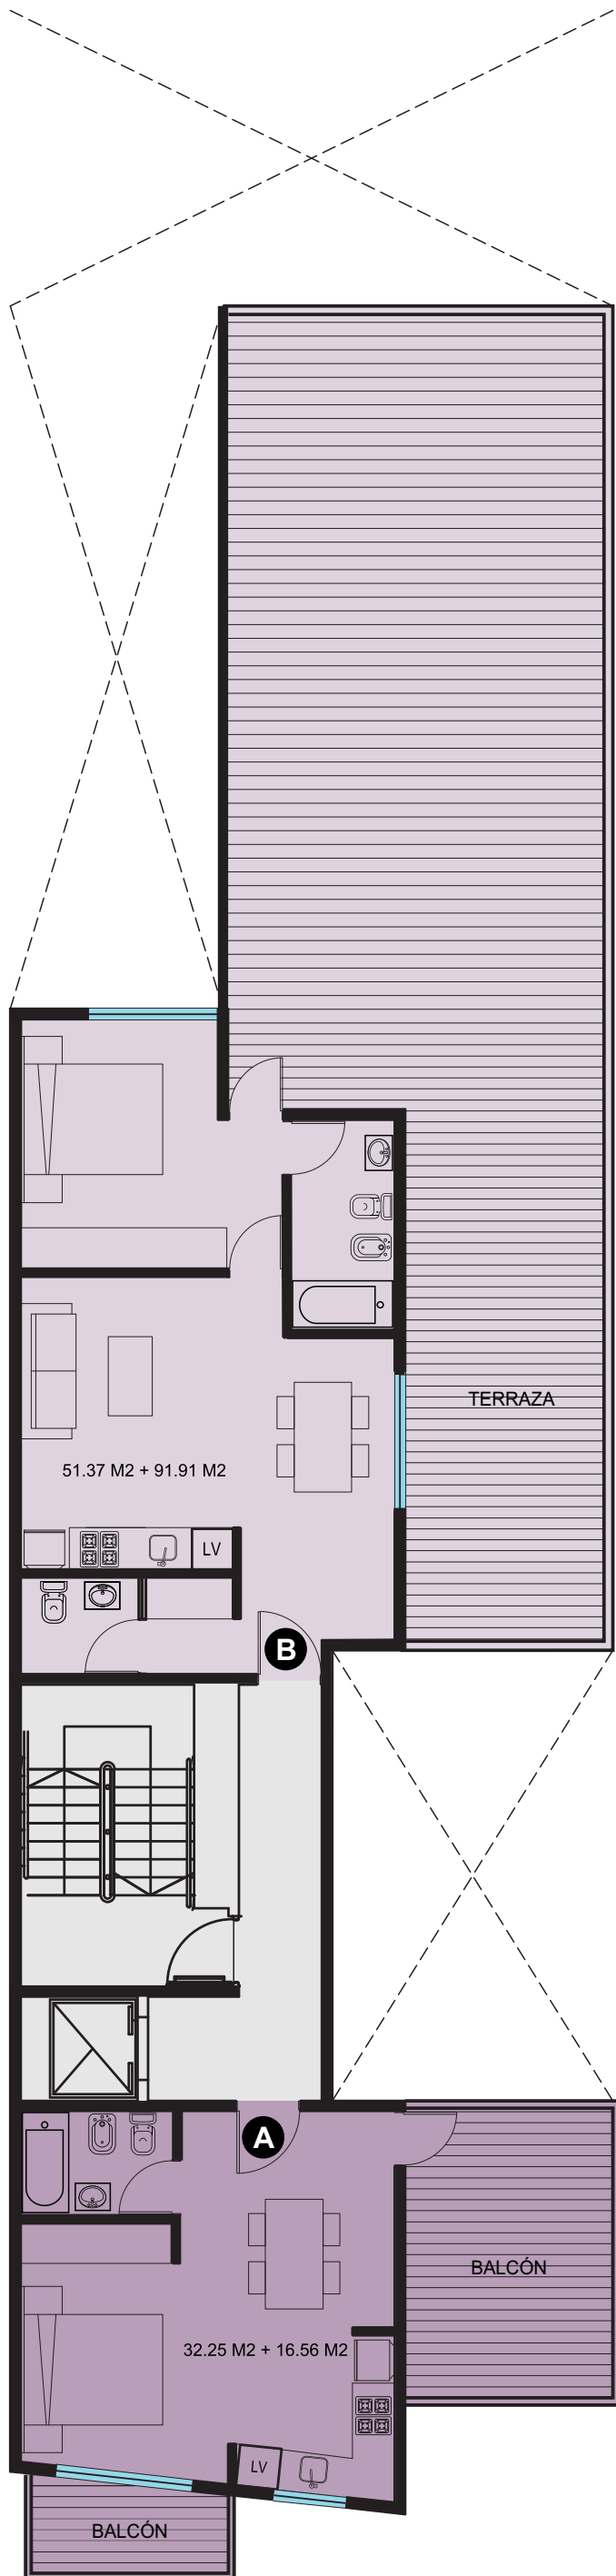 TERRAZA
51.37 M2 + 91.91 M2
LV
B
A
BALCÓN
32.25 M2 + 16.56 M2
LV
BALCÓN